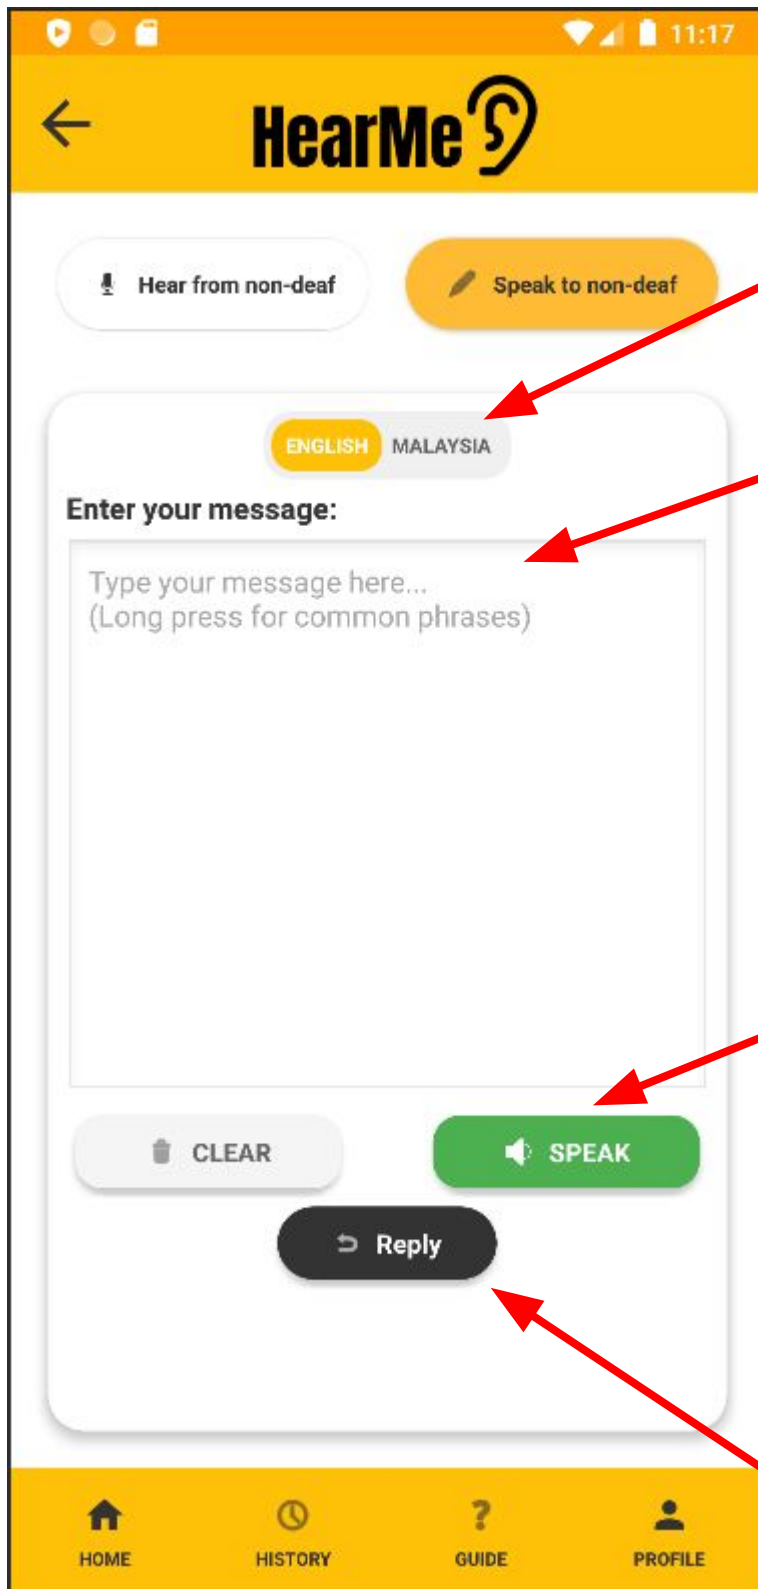 11:17
HearMe
Hear from non-deaf
Speak to non-deaf
ENGLISH MALAYSIA
Enter your message:
Type your message here...
(Long press for common phrases)
CLEAR
SPEAK
Reply
HOME
HISTORY
GUIDE
PROFILE